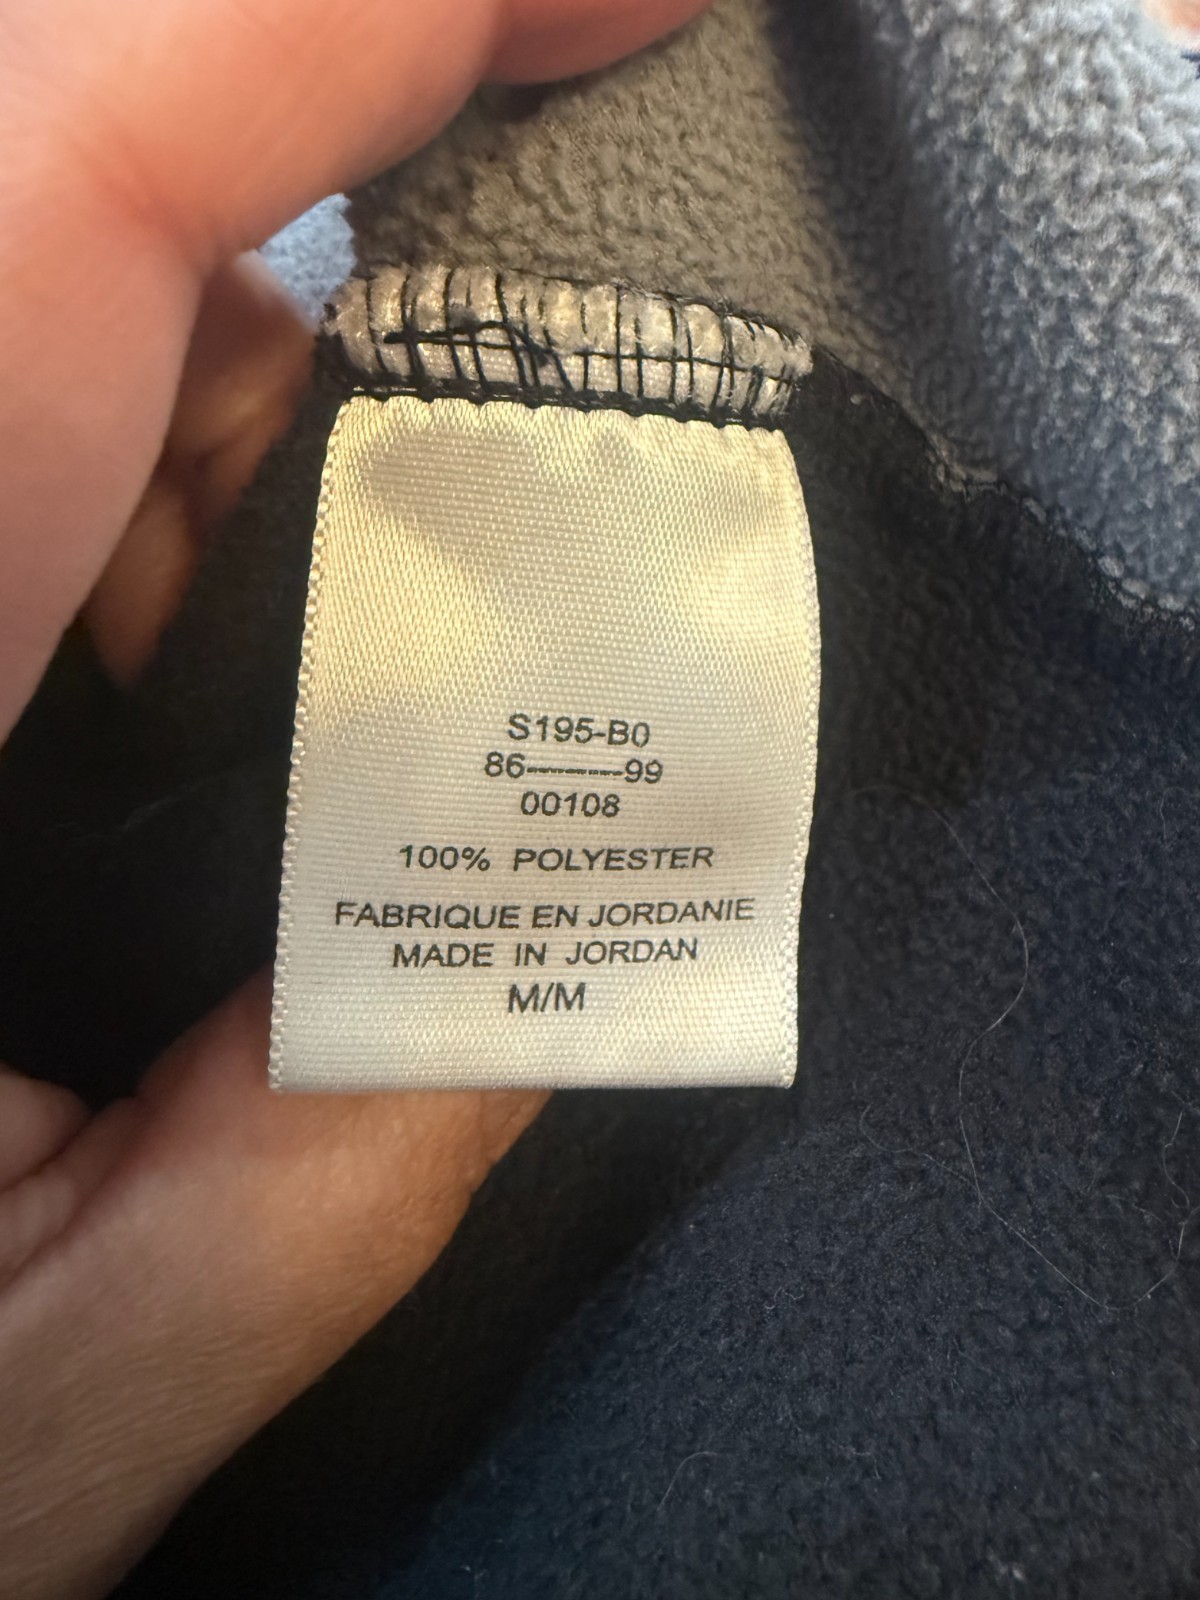 S195-B0
86--------99
00108
100% POLYESTER
FABRIQUE EN JORDANIE
MADE IN JORDAN
M/M